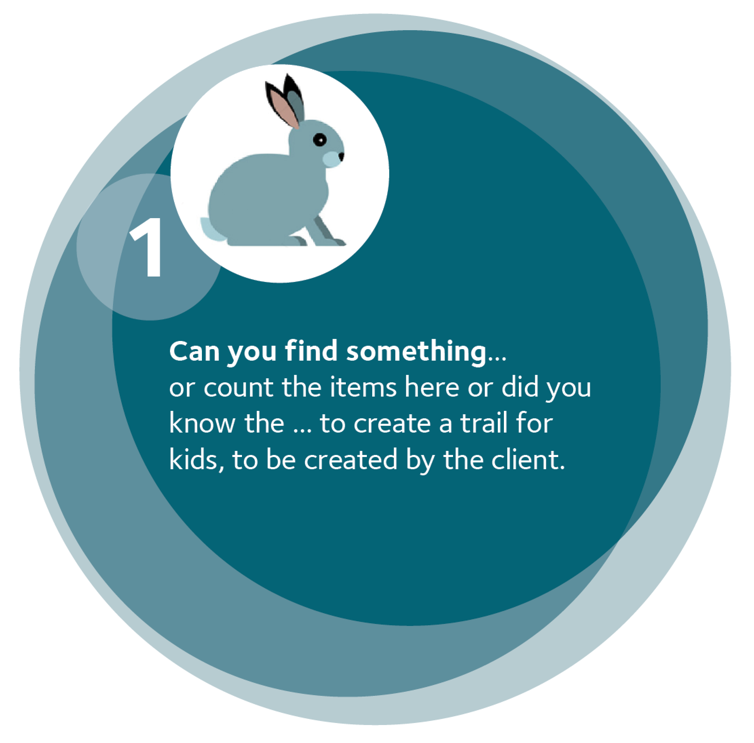 1
Can you find something...
or count the items here or did you
know the ... to create a trail for
kids, to be created by the client.